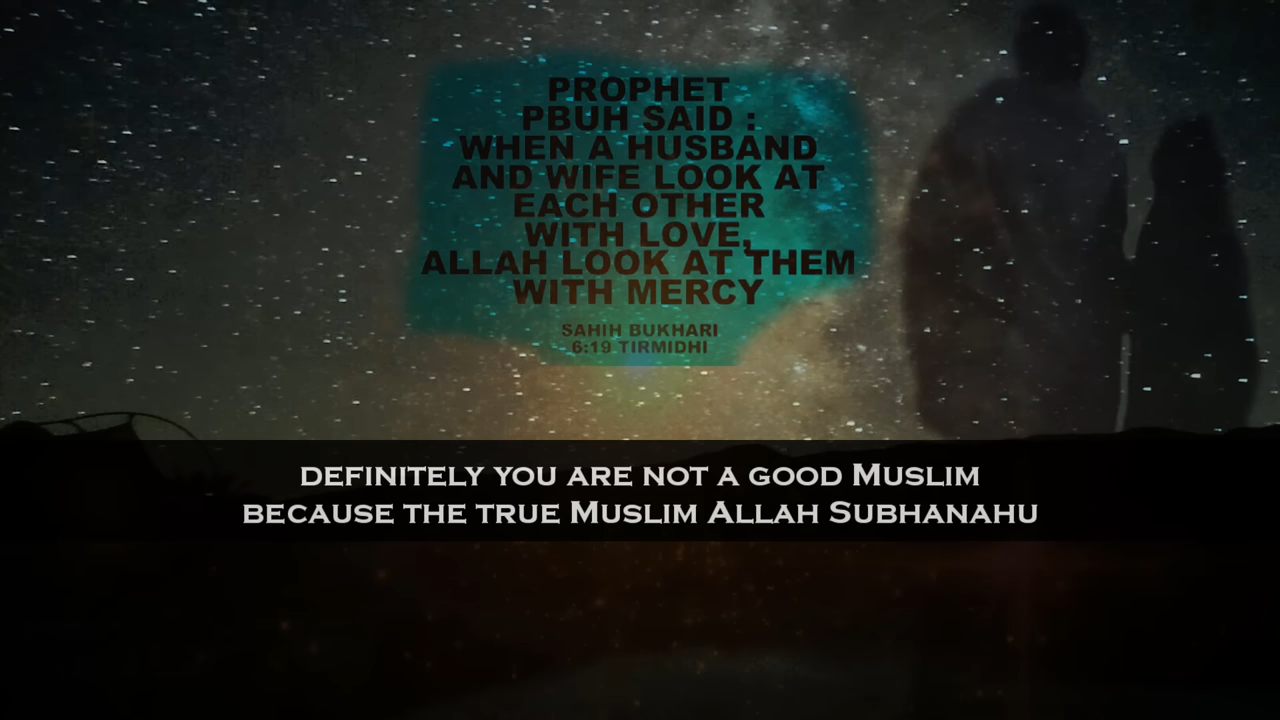 PROPHET
PBUH SAID :
WHEN A HUSBAND
AND WIFE LOOK AT
EACH OTHER
WITH LOVE,
ALLAH LOOK AT THEM
WITH MERCY
SAHIH BUKHARI
6:19 TIRMIDHI
DEFINITELY YOU ARE NOT A GOOD MUSLIM
BECAUSE THE TRUE MUSLIM ALLAH SUBHANAHU